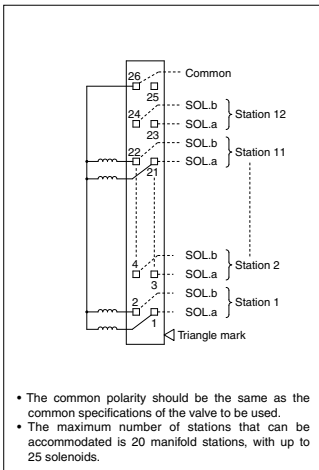 26
Common
25
SOL.b
24
SOL.a
Station 12
23
SOL.b
22
SOL.a
Station 11
21
SOL.b
4
SOL.a
Station 2
3
SOL.b
2
SOL.a
Station 1
1
Triangle mark
• The common polarity should be the same as the
common specifications of the valve to be used.
• The maximum number of stations that can be
accommodated is 20 manifold stations, with up to
25 solenoids.